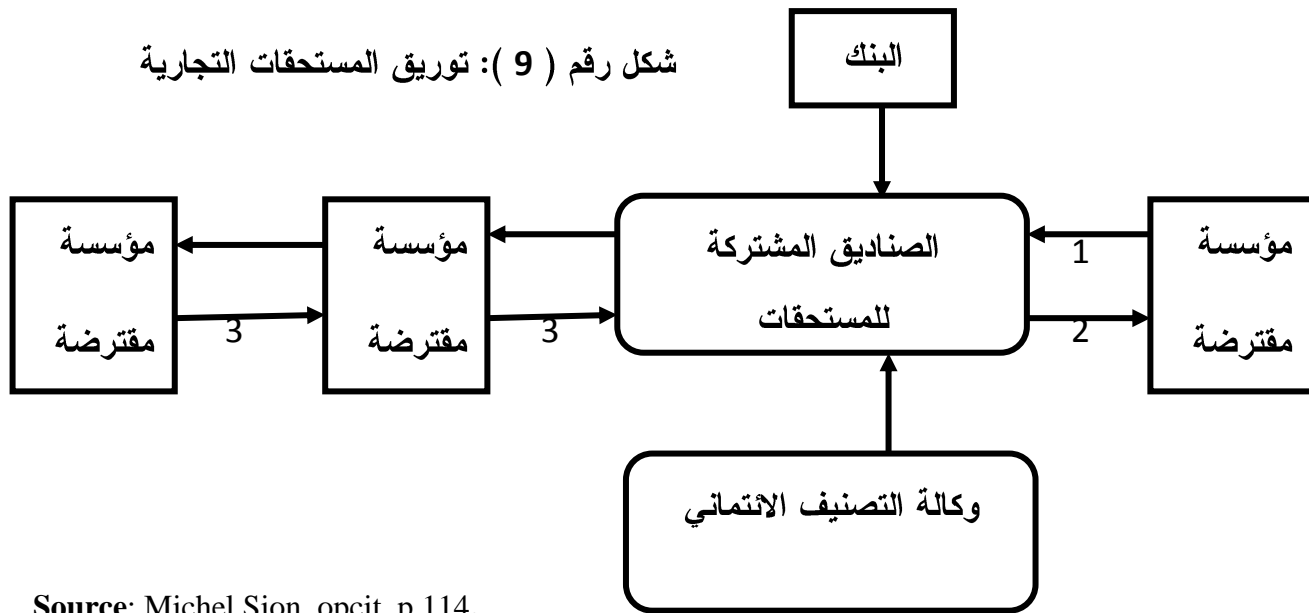 شكل رقم ( 9 ): توريق المستحقات التجارية
البنك
مؤسسة
مقترضة
1
2
الصناديق المشتركة
للمستحقات
3
مؤسسة
مقترضة
3
مؤسسة
مقترضة
وكالة التصنيف الائتماني
Source: Michel Sion, opcit, p 114